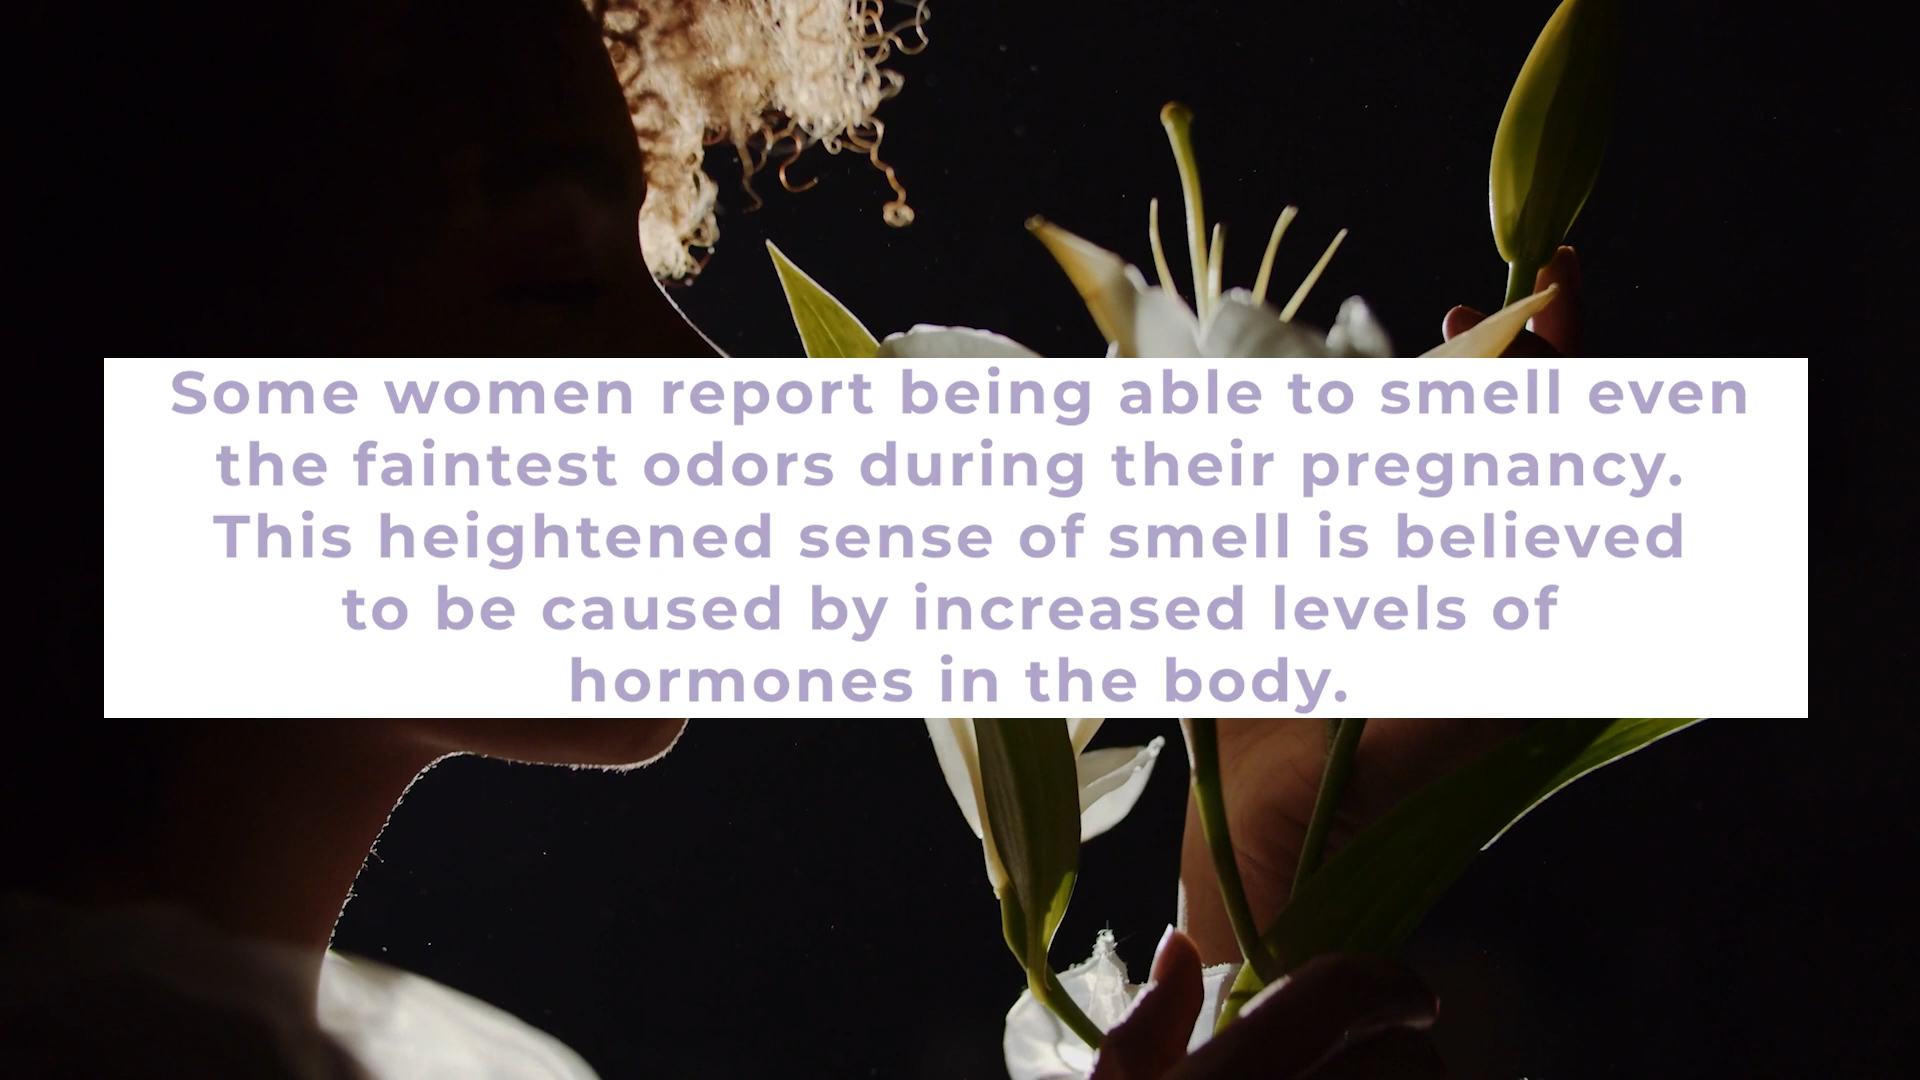 Some women report being able to smell even
the faintest odors during their pregnancy.
This heightened sense of smell is believed
to be caused by increased levels of
hormones in the body.